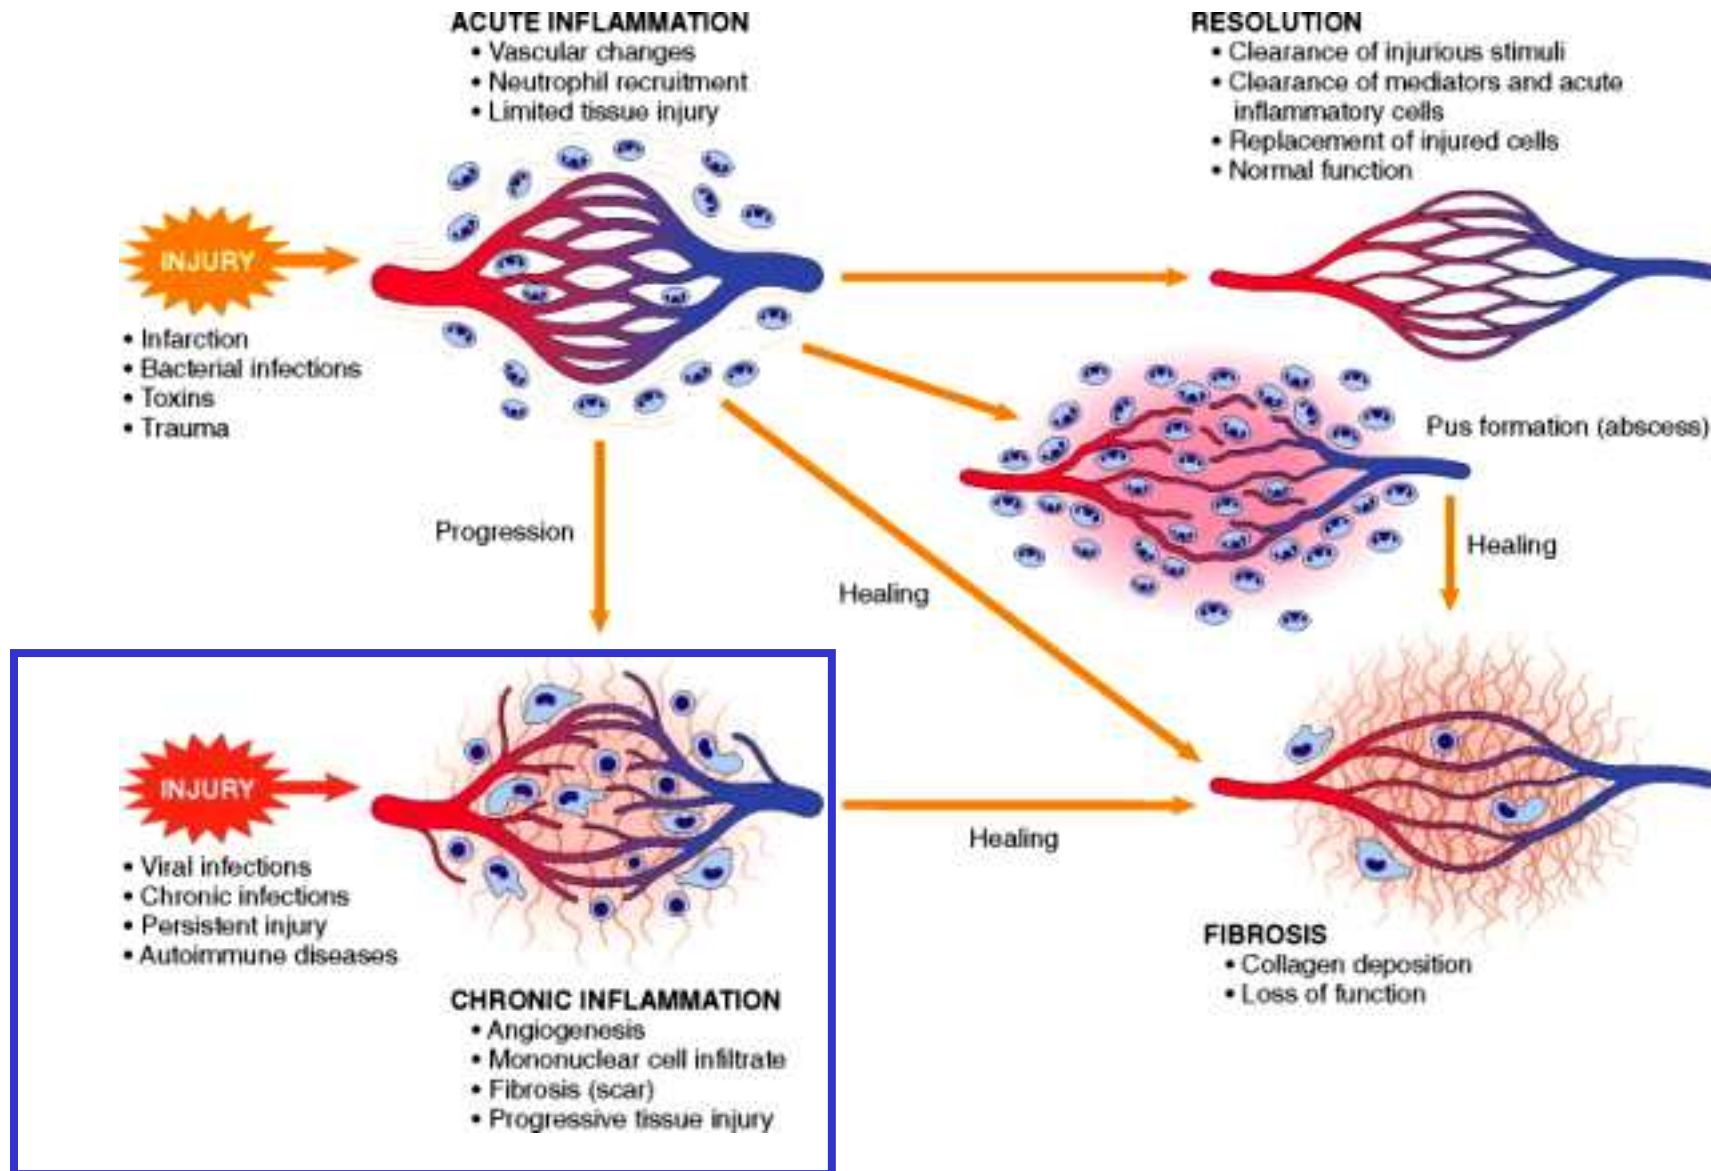 ACUTE INFLAMMATION
• Vascular changes
• Neutrophil recruitment
• Limited tissue injury
RESOLUTION
• Clearance of injurious stimuli
• Clearance of mediators and acute
inflammatory cells
• Replacement of injured cells
• Normal function
INJURY
• Infarction
• Bacterial infections
• Toxins
• Trauma
Pus formation (abscess)
Progression
Healing
Healing
INJURY
• Viral infections
• Chronic infections
• Persistent injury
• Autoimmune diseases
Healing
CHRONIC INFLAMMATION
• Angiogenesis
• Mononuclear cell infiltrate
• Fibrosis (scar)
• Progressive tissue injury
FIBROSIS
• Collagen deposition
• Loss of function